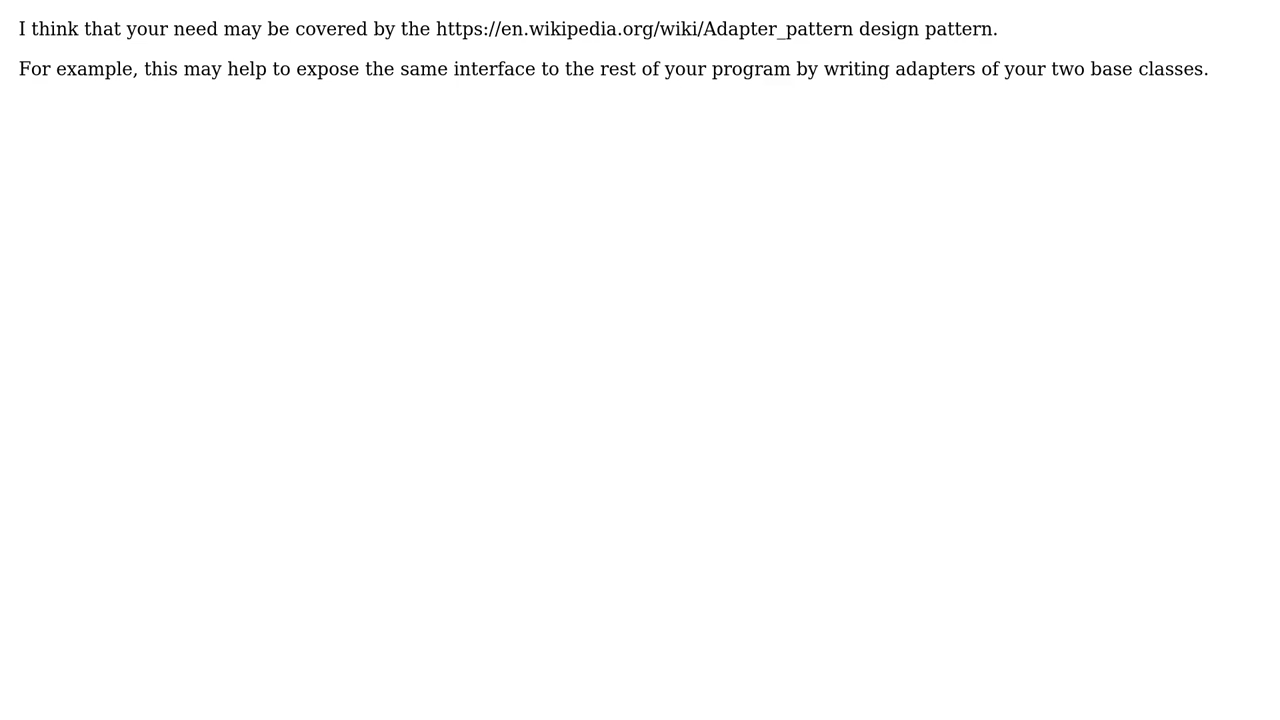 I think that your need may be covered by the https://en.wikipedia.org/wiki/Adapter_pattern design pattern.
For example, this may help to expose the same interface to the rest of your program by writing adapters of your two base classes.